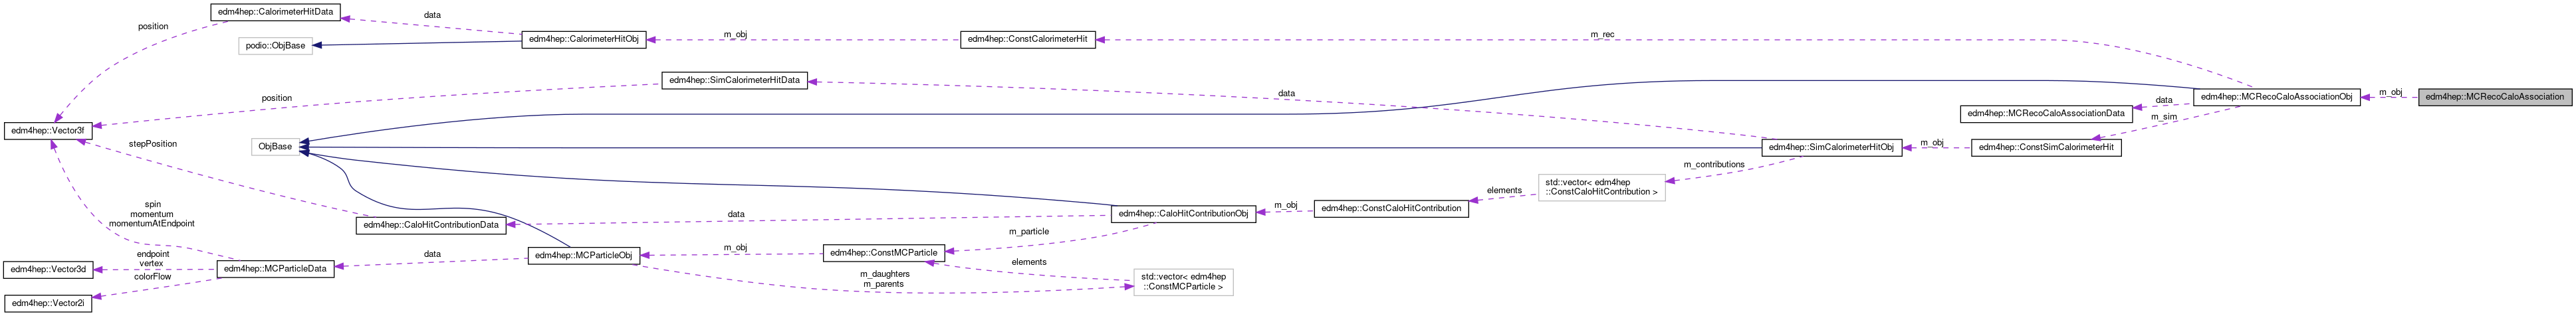 edm4hep::CalorimeterHitData
data
position
edm4hep::CalorimeterHitObj
m_obj
edm4hep::ConstCalorimeterHit
m_rec
podio::ObjBase
edm4hep::SimCalorimeterHitData
data
position
edm4hep::MCRecoCaloAssociationObj
m_obj
edm4hep::MCRecoCaloAssociation
data
edm4hep::MCRecoCaloAssociationData
m_sim
edm4hep::Vector3f
stepPosition
ObjBase
edm4hep::SimCalorimeterHitObj
m_obj
edm4hep::ConstSimCalorimeterHit
m_contributions
std::vector< edm4hep
::ConstCaloHitContribution >
elements
edm4hep::ConstCaloHitContribution
m_obj
edm4hep::CaloHitContributionObj
data
edm4hep::CaloHitContributionData
spin
momentum
momentumAtEndpoint
m_particle
edm4hep::ConstMCParticle
m_obj
edm4hep::MCParticleObj
data
edm4hep::MCParticleData
endpoint
vertex
edm4hep::Vector3d
colorFlow
edm4hep::Vector2i
elements
m_daughters
m_parents
std::vector< edm4hep
::ConstMCParticle >